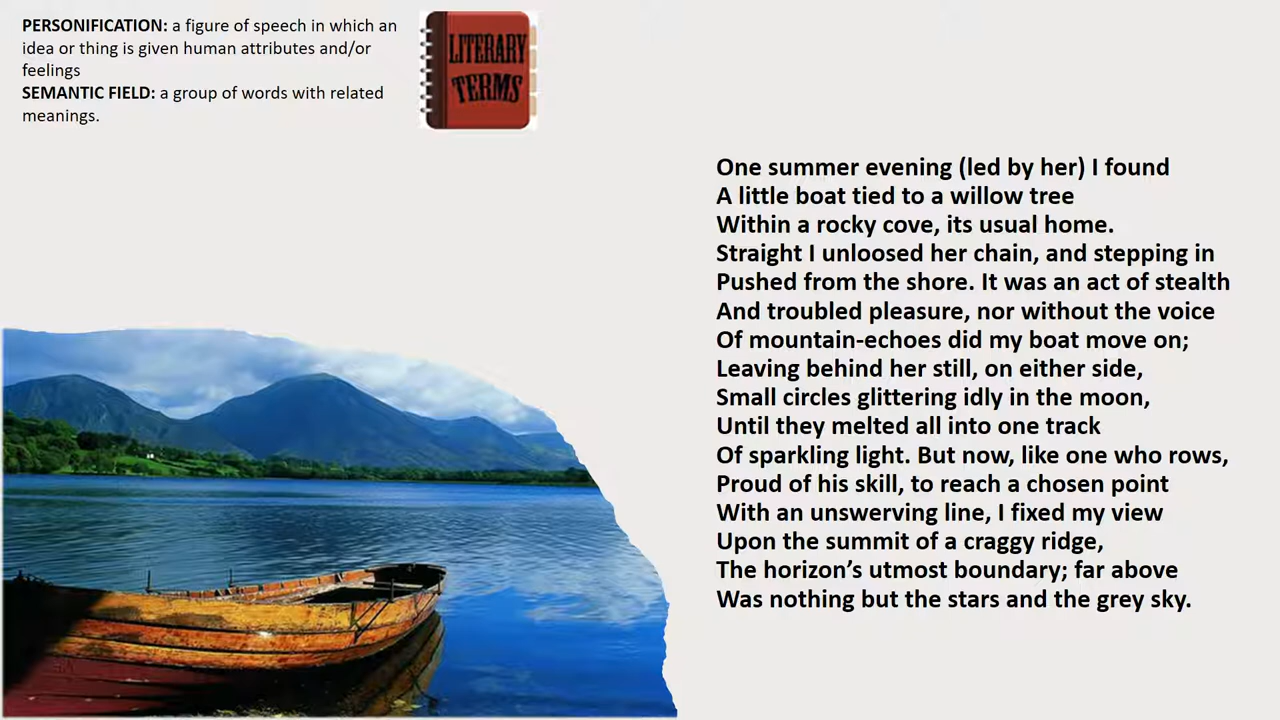 PERSONIFICATION: a figure of speech in which an
idea or thing is given human attributes and/or
feelings
SEMANTIC FIELD: a group of words with related
meanings.
LITERARY
TERMS
One summer evening (led by her) I found
A little boat tied to a willow tree
Within a rocky cove, its usual home.
Straight I unloosed her chain, and stepping in
Pushed from the shore. It was an act of stealth
And troubled pleasure, nor without the voice
Of mountain-echoes did my boat move on;
Leaving behind her still, on either side,
Small circles glittering idly in the moon,
Until they melted all into one track
Of sparkling light. But now, like one who rows,
Proud of his skill, to reach a chosen point
With an unswerving line, I fixed my view
Upon the summit of a craggy ridge,
The horizon’s utmost boundary; far above
Was nothing but the stars and the grey sky.